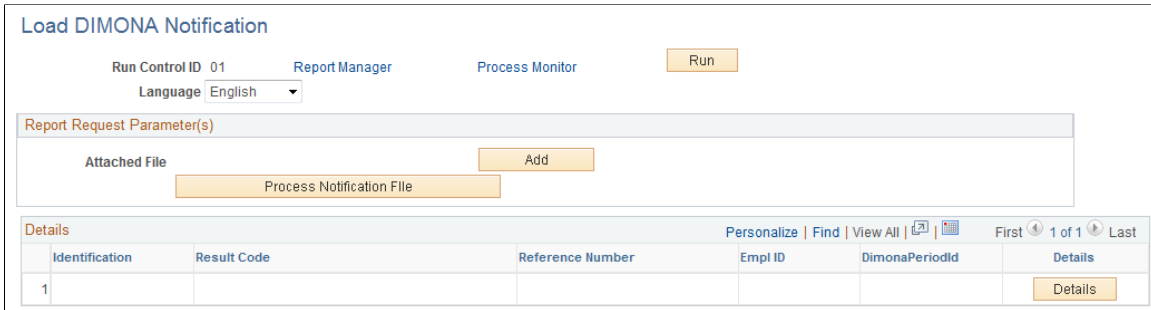 Load DIMONA Notification
Run Control ID 01 Report Manager Process Monitor Run
Language English
Report Request Parameter(s)
Attached File Add
Process Notification FIle
Details Personalize | Find | View All | | First 1 of 1 Last
Identification Result Code Reference Number Empl ID DimonaPeriodId Details
1 Details